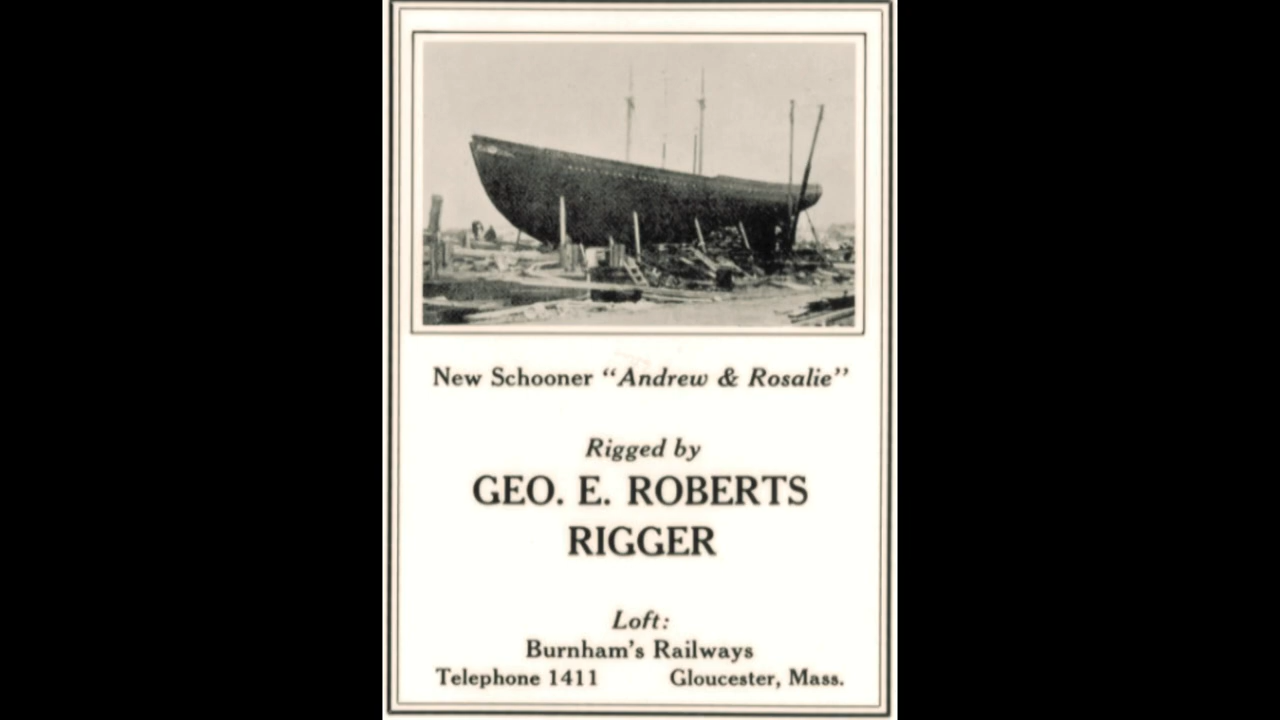 New Schooner "Andrew & Rosalie"
Rigged by
GEO. E. ROBERTS
RIGGER
Loft:
Burnham's Railways
Telephone 1411 Gloucester, Mass.